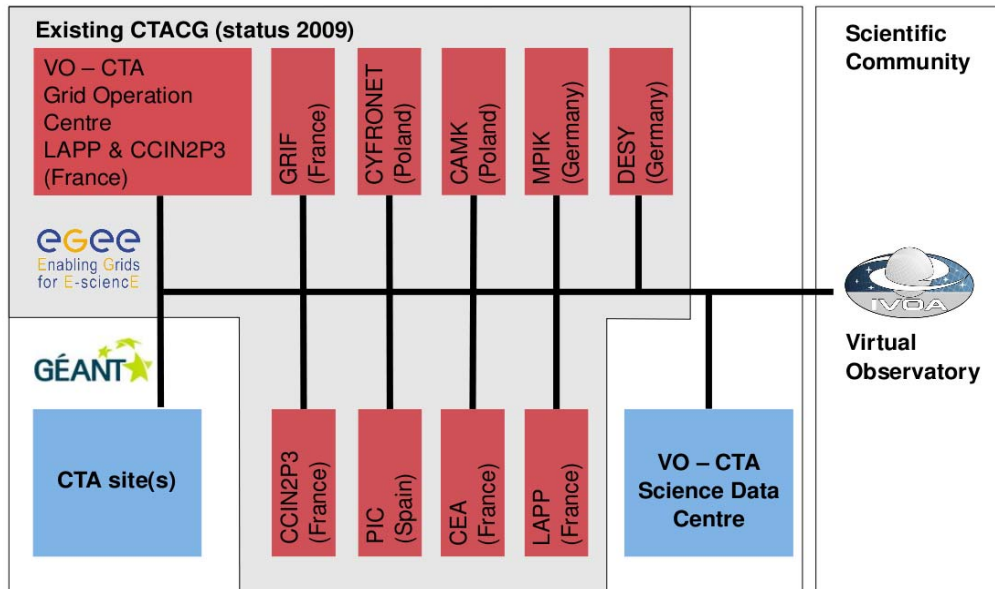 Existing CTACG (status 2009)
VO – CTA
Grid Operation
Centre
LAPP & CCIN2P3
(France)
GRIF
(France)
CYFRONET
(Poland)
CAMK
(Poland)
MPIK
(Germany)
DESY
(Germany)
Scientific
Community
eGee
Enabling Grids
for E-sciencE
IVOA
Virtual
Observatory
GÉANT
CTA site(s)
CCIN2P3
(France)
PIC
(Spain)
CEA
(France)
LAPP
(France)
VO – CTA
Science Data
Centre